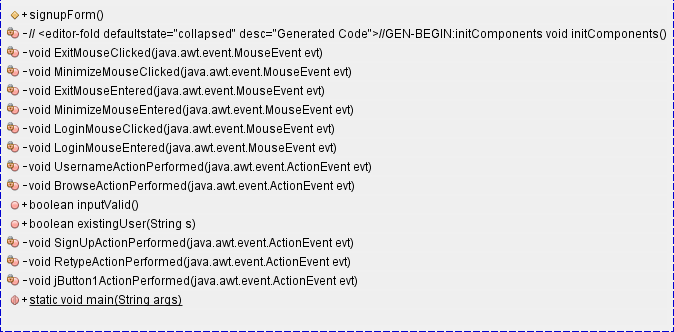 + signupForm()
- // <editor-fold defaultstate="collapsed" desc="Generated Code">//GEN-BEGIN:initComponents void initComponents()
- void ExitMouseClicked(java.awt.event.MouseEvent evt)
- void MinimizeMouseClicked(java.awt.event.MouseEvent evt)
- void ExitMouseEntered(java.awt.event.MouseEvent evt)
- void MinimizeMouseEntered(java.awt.event.MouseEvent evt)
- void LoginMouseClicked(java.awt.event.MouseEvent evt)
- void LoginMouseEntered(java.awt.event.MouseEvent evt)
- void UsernameActionPerformed(java.awt.event.ActionEvent evt)
- void BrowseActionPerformed(java.awt.event.ActionEvent evt)
+ boolean inputValid()
+ boolean existingUser(String s)
- void SignUpActionPerformed(java.awt.event.ActionEvent evt)
- void RetypeActionPerformed(java.awt.event.ActionEvent evt)
- void jButton1ActionPerformed(java.awt.event.ActionEvent evt)
+ static void main(String args)